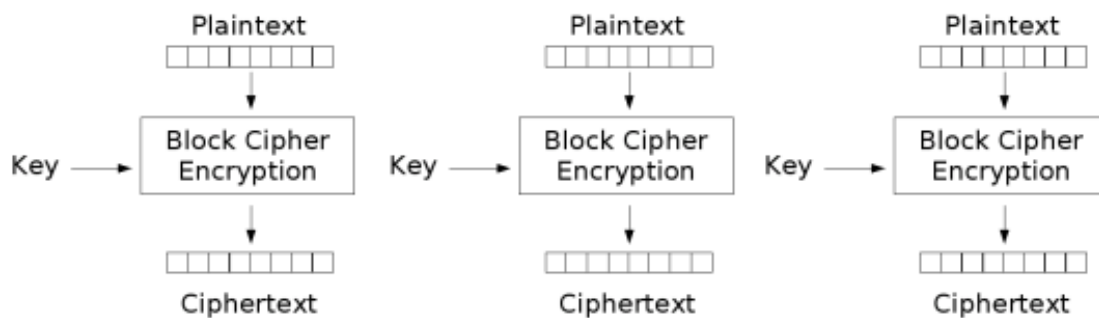 Plaintext
Plaintext
Plaintext
Key
Block Cipher
Encryption
Key
Block Cipher
Encryption
Key
Block Cipher
Encryption
Ciphertext
Ciphertext
Ciphertext